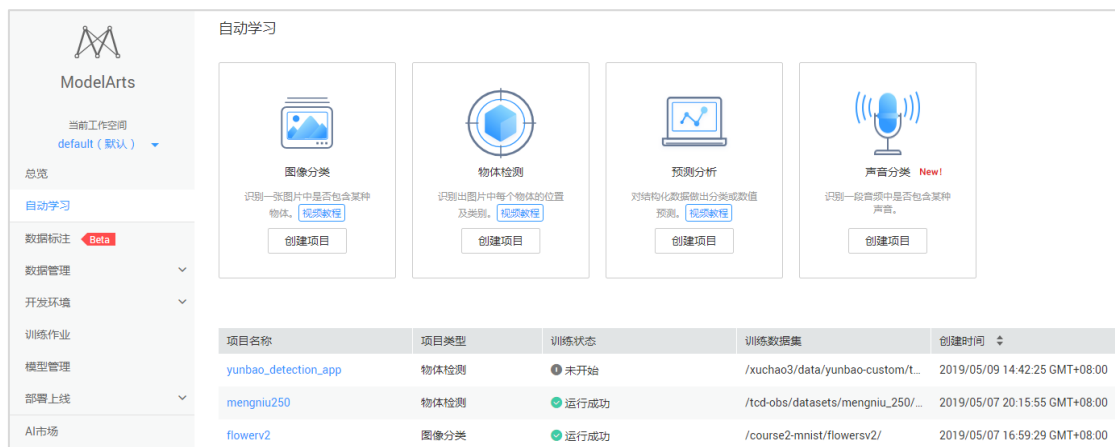 ModelArts
当前工作空间
default（默认）
总览
自动学习
数据标注 Beta
数据管理
开发环境
训练作业
模型管理
部署上线
AI市场
自动学习
图像分类
识别一张图片中是否包含某种
物体。 视频教程
创建项目
物体检测
识别出图片中每个物体的位置
及类别。 视频教程
创建项目
预测分析
对结构化数据做出分类或数值
预测。 视频教程
创建项目
声音分类 New!
识别一段音频中是否包含某种
声音。
创建项目
项目名称 项目类型 训练状态 训练数据集 创建时间
yunbao_detection_app 物体检测 未开始 /xuchao3/data/yunbao-custom/t... 2019/05/09 14:42:25 GMT+08:00
mengniu250 物体检测 运行成功 /tcd-obs/datasets/mengniu_250/... 2019/05/07 20:15:55 GMT+08:00
flowerv2 图像分类 运行成功 /course2-mnist/flowersv2/ 2019/05/07 16:59:29 GMT+08:00